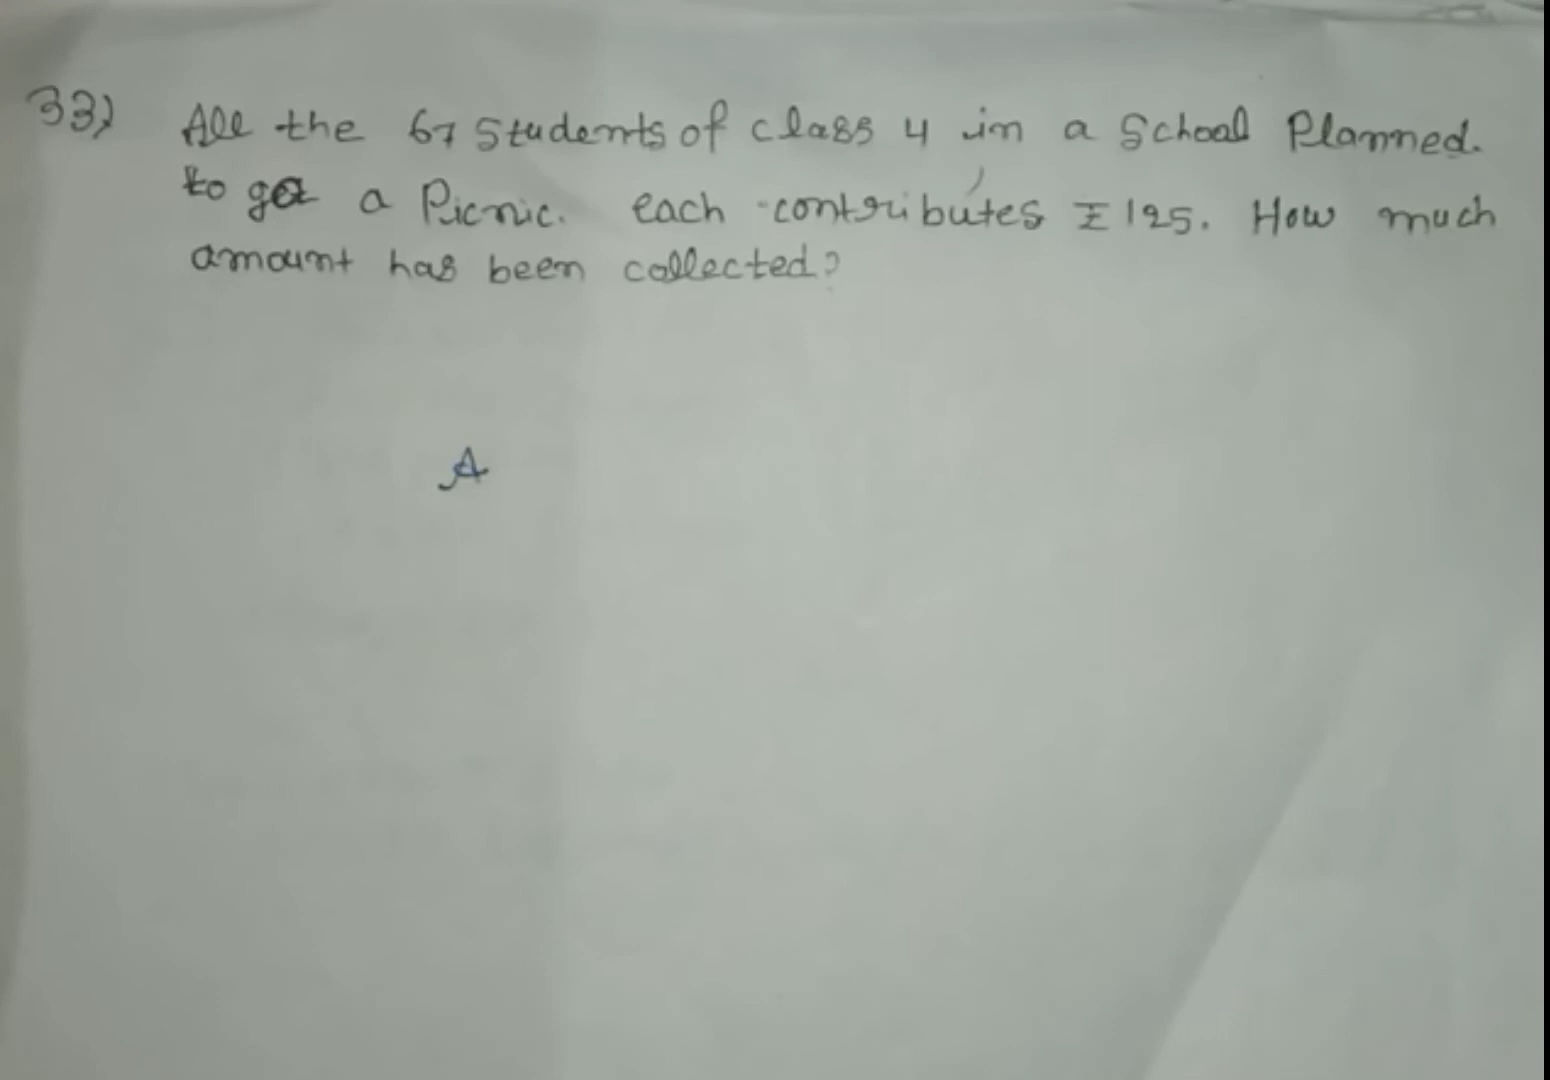 33) All the 67 Students of class 4 in a School Planned.
to go a Picnic. each contributes ₹125. How much
amount has been collected?
A